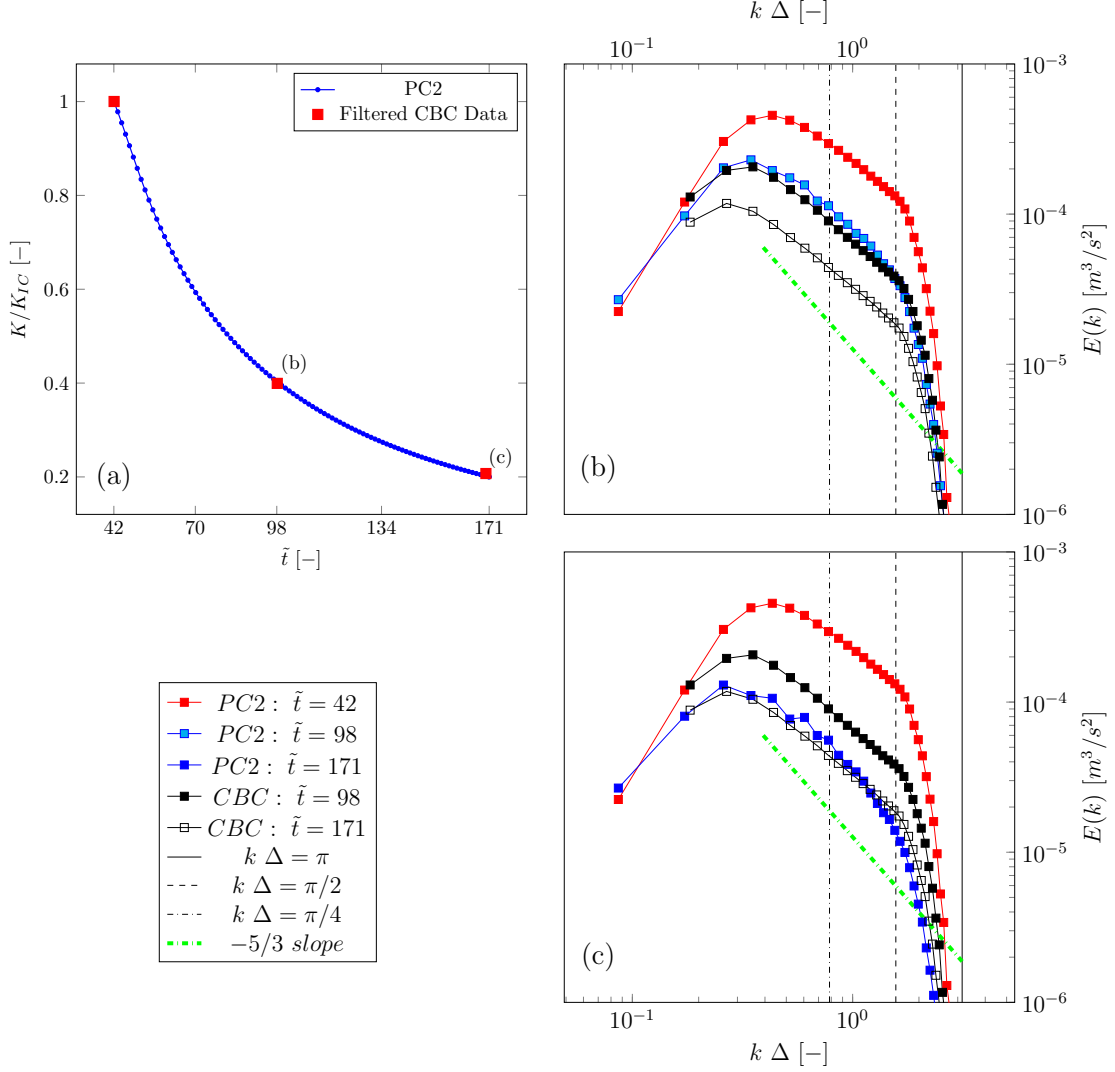 PC2
Filtered CBC Data
1
0.8
0.6
0.4
0.2
K/K_{IC} [−]
(b)
(c)
(a)
42 70 98 134 171
t̃ [−]
k Δ [−]
10^{−1} 10^{0}
10^{−3}
10^{−4}
10^{−5}
10^{−6}
E(k) [m^3/s^2]
(b)
PC2 : t̃ = 42
PC2 : t̃ = 98
PC2 : t̃ = 171
CBC : t̃ = 98
CBC : t̃ = 171
k Δ = π
k Δ = π/2
k Δ = π/4
−5/3 slope
10^{−3}
10^{−4}
10^{−5}
10^{−6}
E(k) [m^3/s^2]
(c)
10^{−1} 10^{0}
k Δ [−]